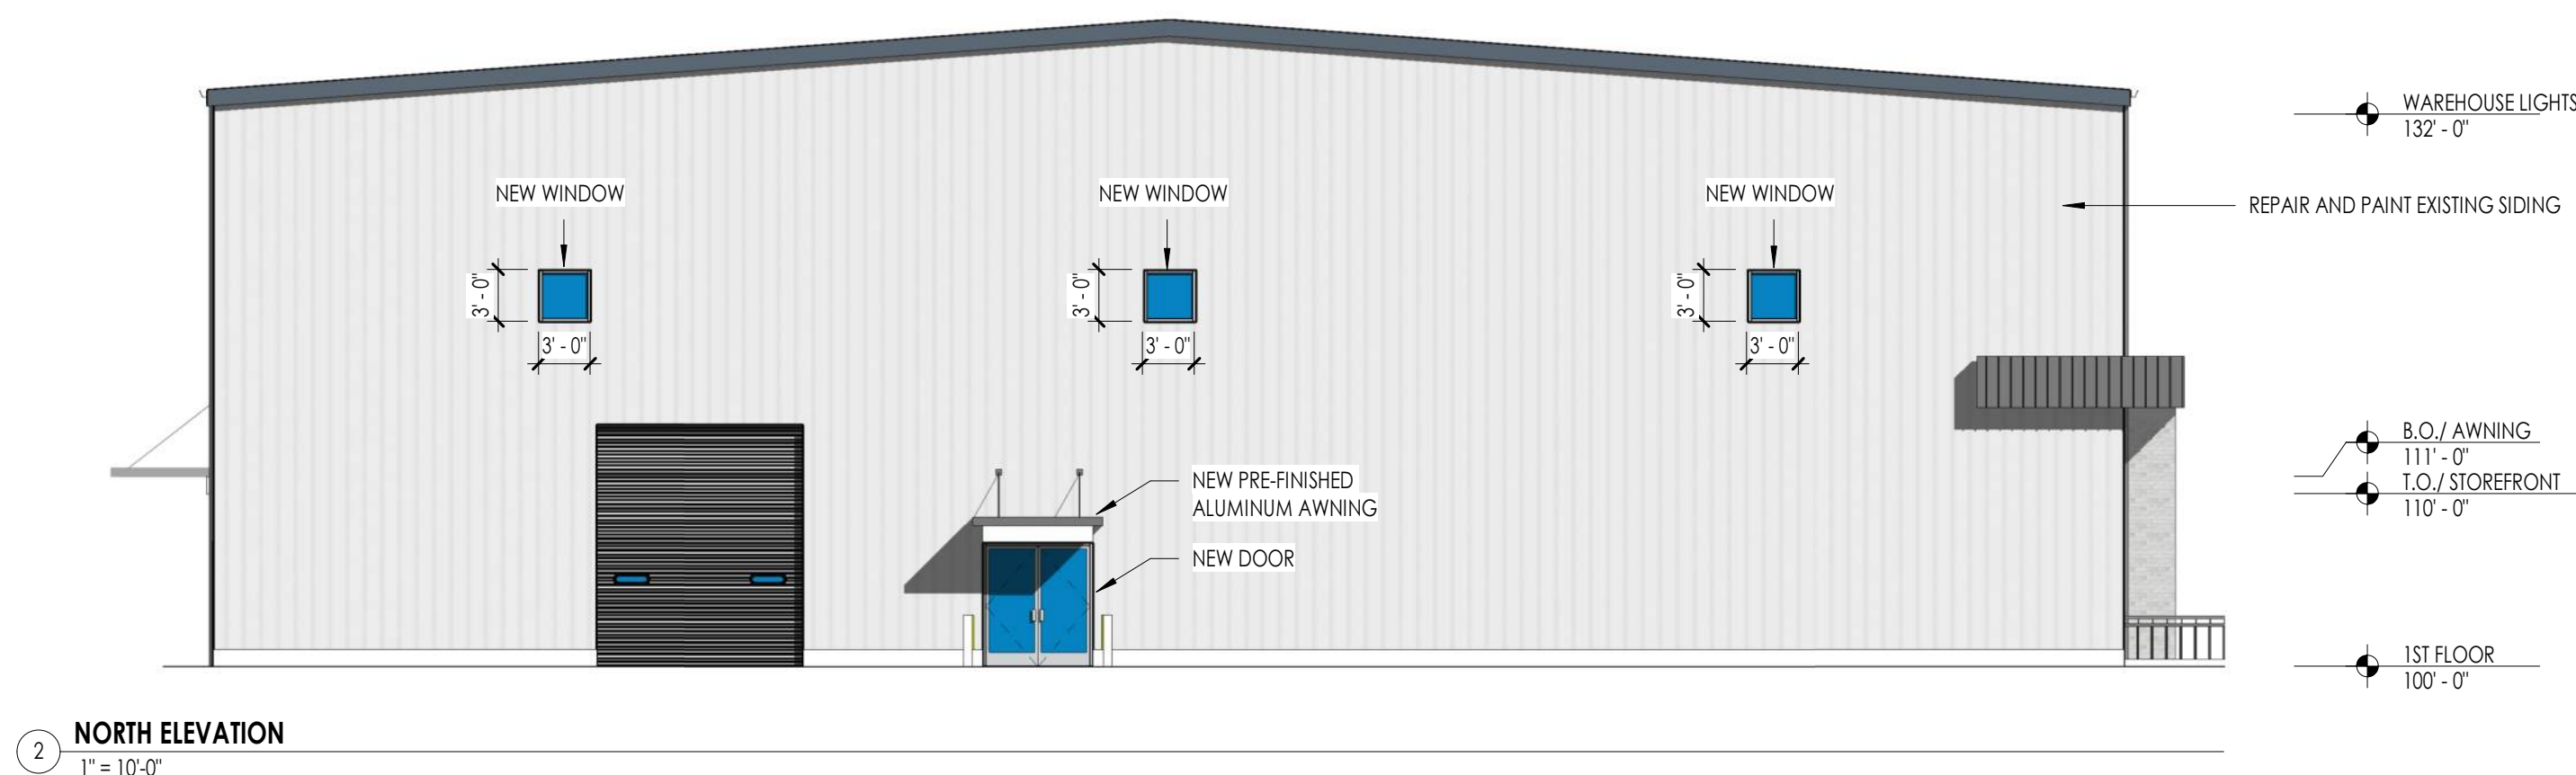 WAREHOUSE LIGHTS
132' - 0"
NEW WINDOW
NEW WINDOW
NEW WINDOW
REPAIR AND PAINT EXISTING SIDING
3' - 0"
3' - 0"
3' - 0"
3' - 0"
3' - 0"
3' - 0"
B.O./ AWNING
111' - 0"
T.O./ STOREFRONT
110' - 0"
NEW PRE-FINISHED
ALUMINUM AWNING
NEW DOOR
1ST FLOOR
100' - 0"
2
NORTH ELEVATION
1" = 10'-0"